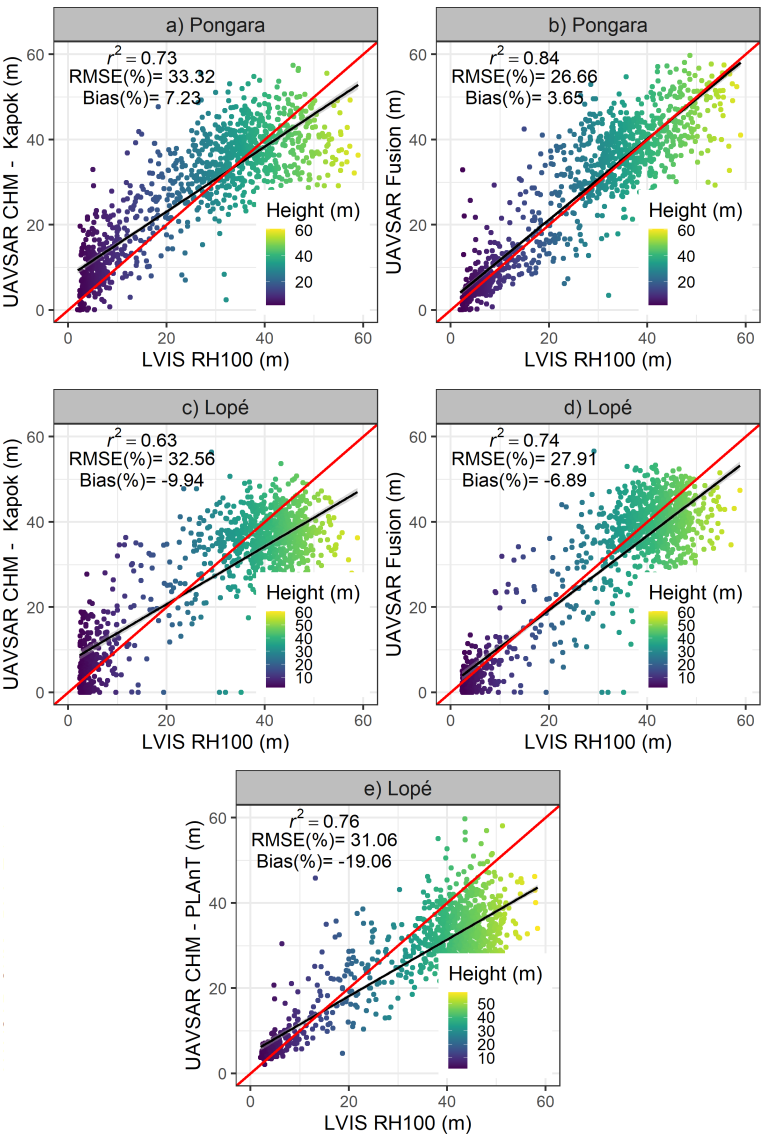 a) Pongara
r² = 0.73
RMSE(%)= 33.32
Bias(%)= 7.23
UAVSAR CHM - Kapok (m)
60
40
20
0
Height (m)
60
40
20
0
20
40
60
LVIS RH100 (m)
b) Pongara
r² = 0.84
RMSE(%)= 26.66
Bias(%)= 3.65
UAVSAR Fusion (m)
60
40
20
0
Height (m)
60
40
20
0
20
40
60
LVIS RH100 (m)
c) Lopé
r² = 0.63
RMSE(%)= 32.56
Bias(%)= -9.94
UAVSAR CHM - Kapok (m)
60
40
20
0
Height (m)
60
50
40
30
20
10
0
20
40
60
LVIS RH100 (m)
d) Lopé
r² = 0.74
RMSE(%)= 27.91
Bias(%)= -6.89
UAVSAR Fusion (m)
60
40
20
0
Height (m)
60
50
40
30
20
10
0
20
40
60
LVIS RH100 (m)
e) Lopé
r² = 0.76
RMSE(%)= 31.06
Bias(%)= -19.06
UAVSAR CHM - PLAnT (m)
60
40
20
0
Height (m)
50
40
30
20
10
0
20
40
60
LVIS RH100 (m)